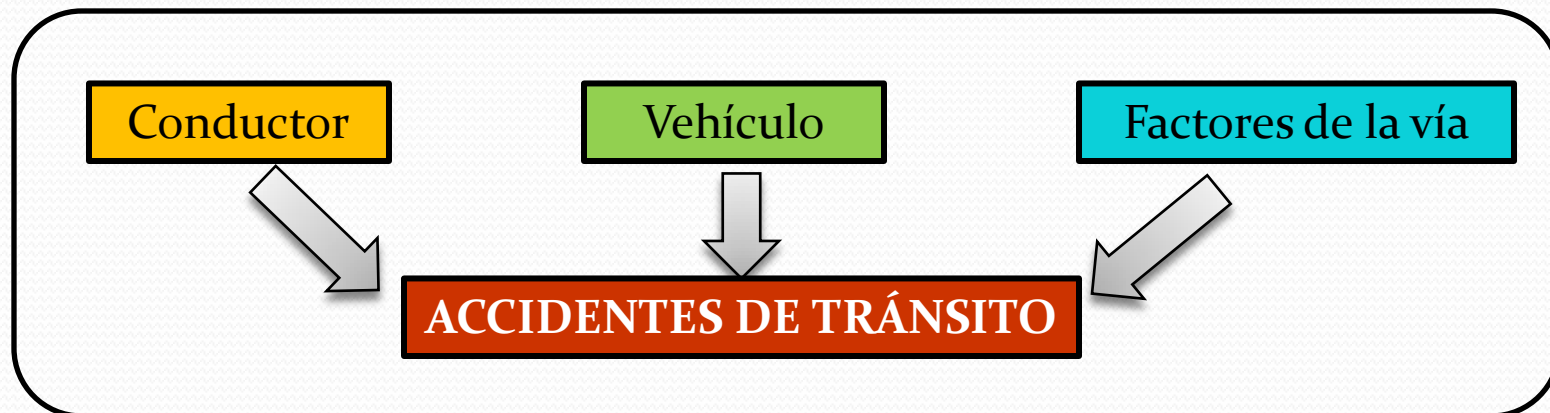 Conductor
Vehículo
Factores de la vía
ACCIDENTES DE TRÁNSITO